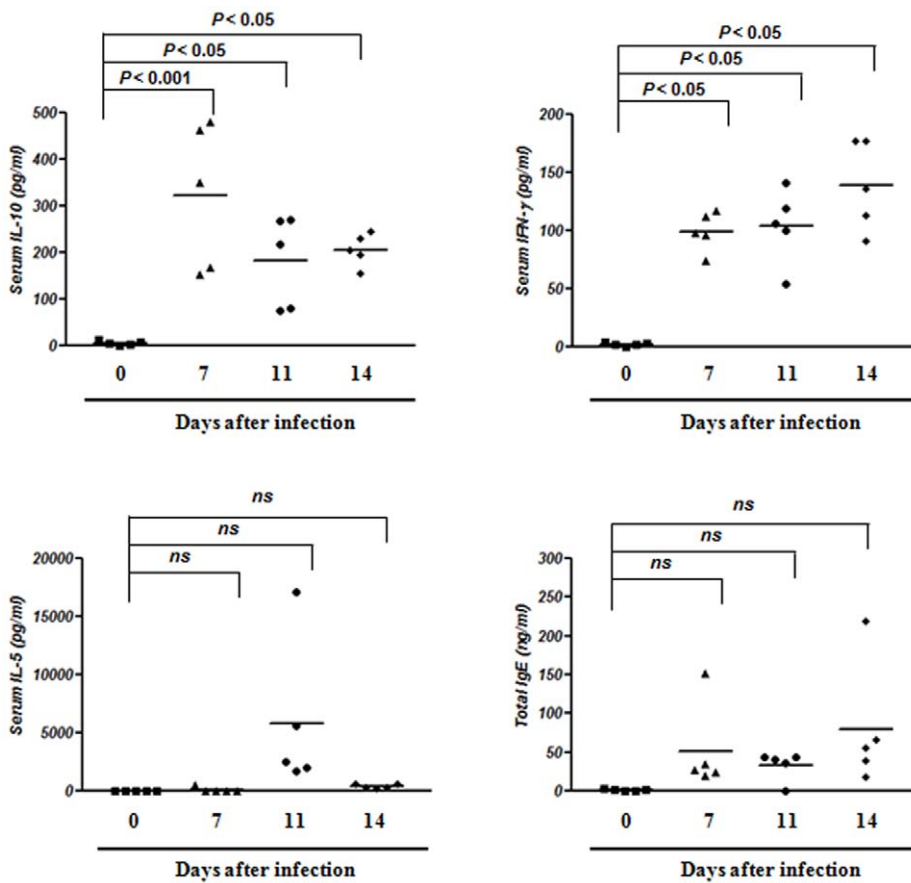 P < 0.05
P < 0.05
P < 0.001
Serum IL-10 (pg/ml)
500
400
300
200
100
0
0 7 11 14
Days after infection
P < 0.05
P < 0.05
P < 0.05
Serum IFN-γ (pg/ml)
200
150
100
50
0
0 7 11 14
Days after infection
ns
ns
ns
Serum IL-5 (pg/ml)
20000
15000
10000
5000
0
0 7 11 14
Days after infection
ns
ns
ns
Total IgE (ng/ml)
300
250
200
150
100
50
0
0 7 11 14
Days after infection